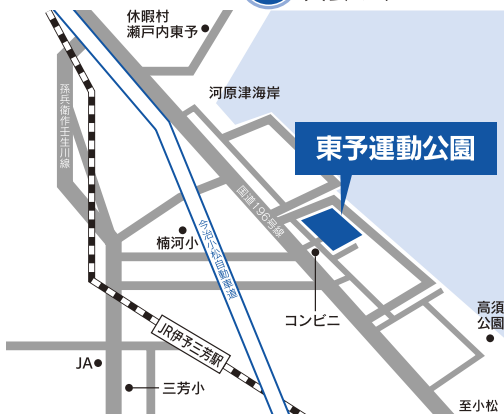 休暇村
瀬戸内東予
河原津海岸
孫兵衛作壬生川線
東予運動公園
国道196号線
楠河小
今治小松自動車道
コンビニ
高須
公園
JR伊予三芳駅
JA
三芳小
至小松